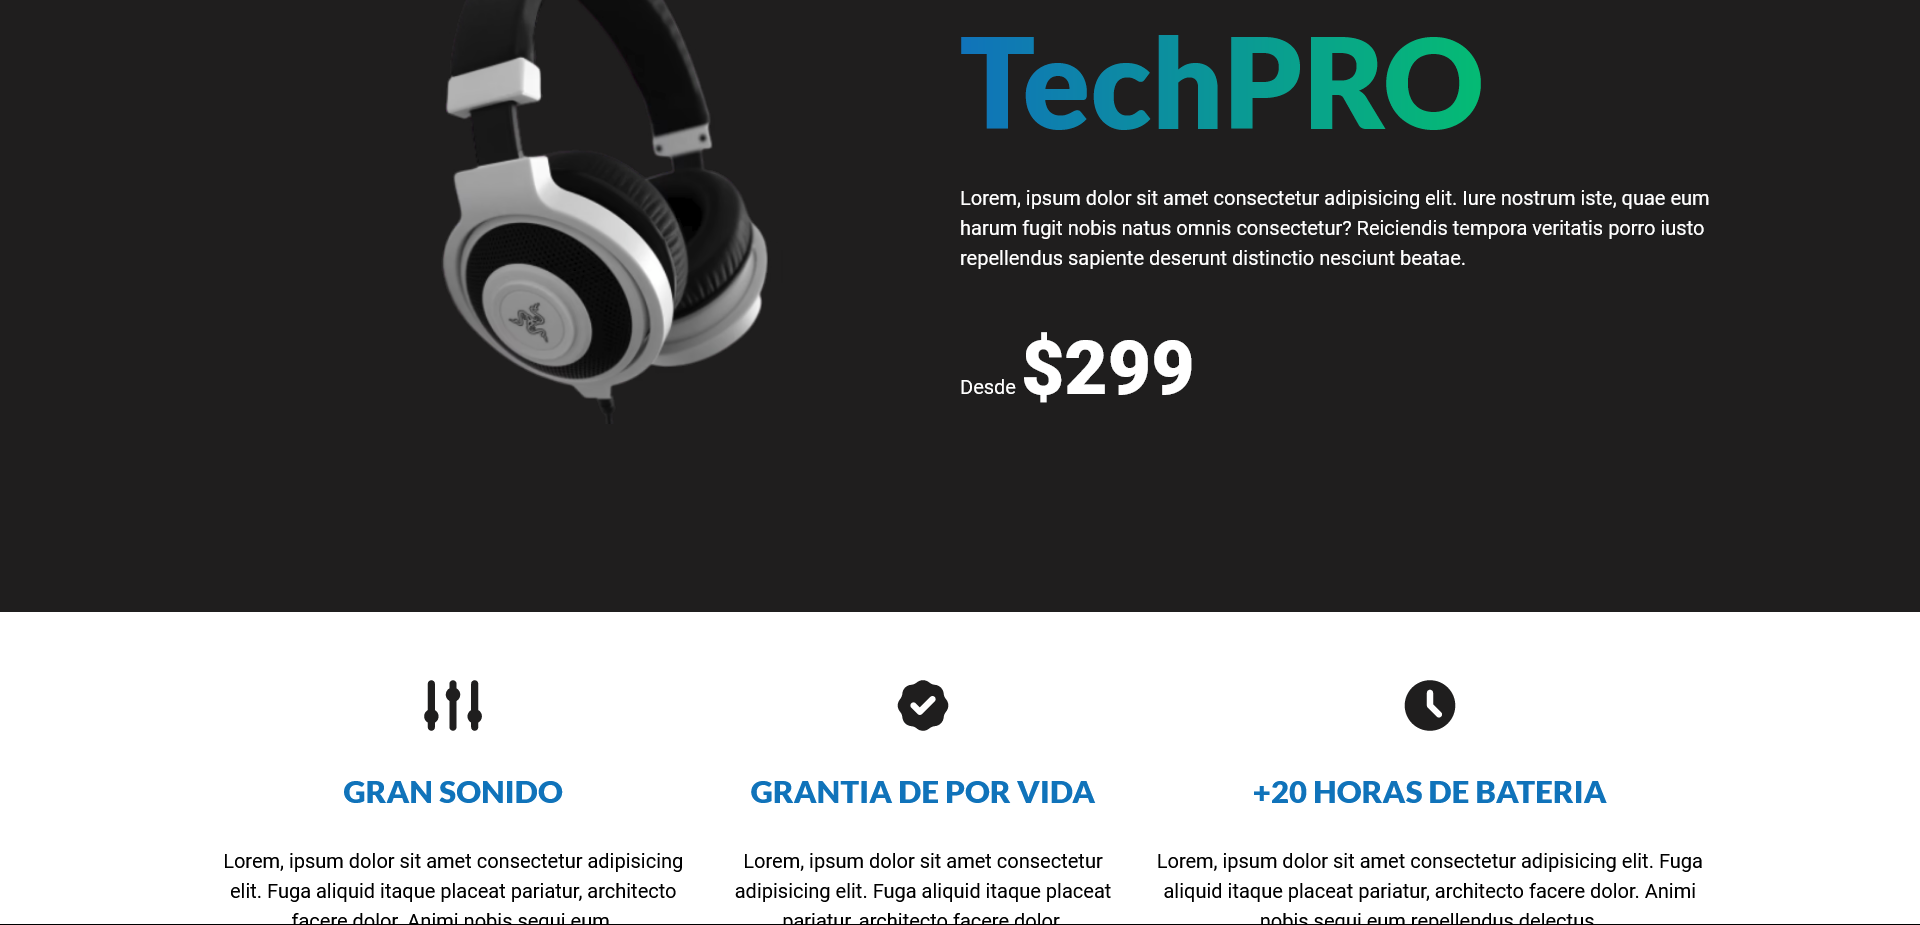 TechPRO
Lorem, ipsum dolor sit amet consectetur adipisicing elit. Iure nostrum iste, quae eum
harum fugit nobis natus omnis consectetur? Reiciendis tempora veritatis porro iusto
repellendus sapiente deserunt distinctio nesciunt beatae.
Desde $299
GRAN SONIDO
Lorem, ipsum dolor sit amet consectetur adipisicing
elit. Fuga aliquid itaque placeat pariatur, architecto
facere dolor. Animi nobis sequi eum
GRANTIA DE POR VIDA
Lorem, ipsum dolor sit amet consectetur
adipisicing elit. Fuga aliquid itaque placeat
pariatur, architecto facere dolor.
+20 HORAS DE BATERIA
Lorem, ipsum dolor sit amet consectetur adipisicing elit. Fuga
aliquid itaque placeat pariatur, architecto facere dolor. Animi
nobis sequi eum repellendus delectus